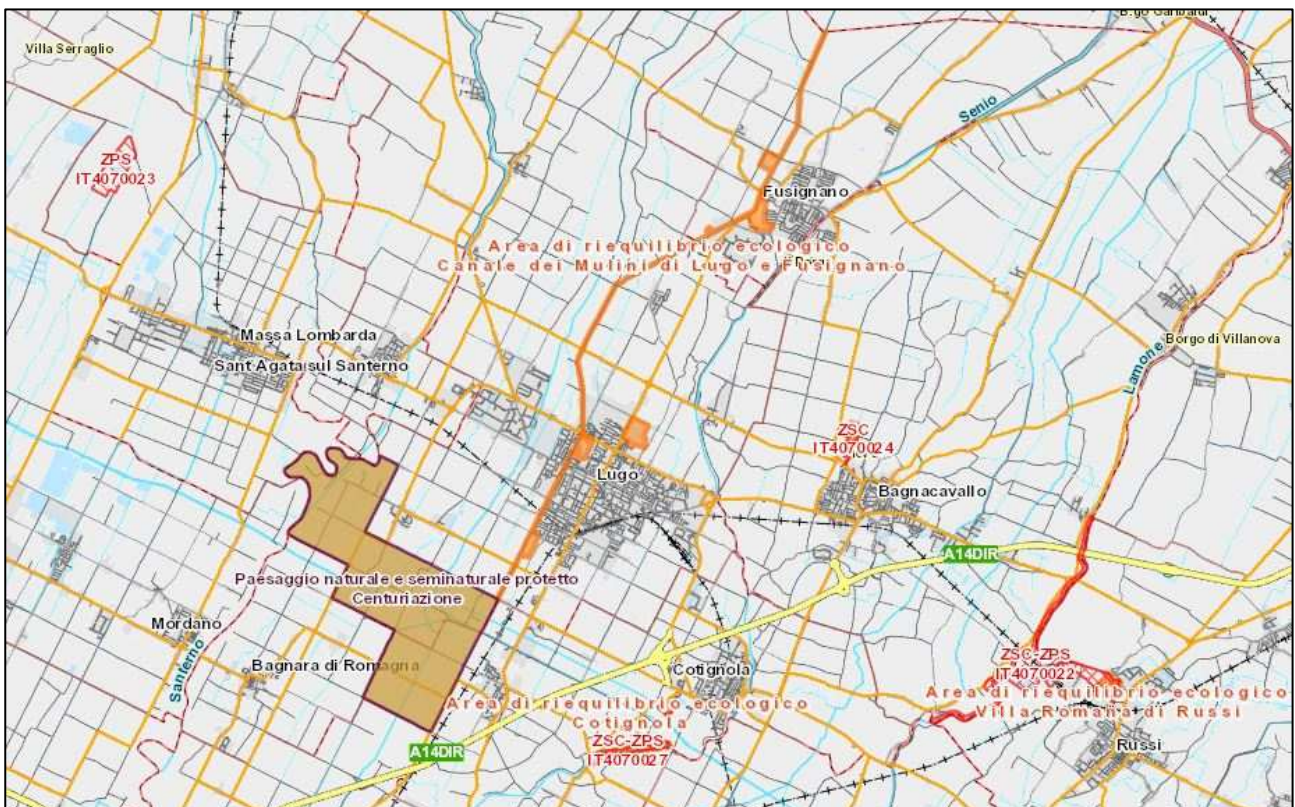 B.go Garibaldi
Villa Serraglio
Senio
ZPS
IT4070023
Fusignano
Area di riequilibrio ecologico
Canale dei Mulini di Lugo e Fusignano
Massa Lombarda
Sant'Agata sul Santerno
Lamone
Borgo di Villanova
ZSC
IT4070024
Lugo
Bagnacavallo
A14DIR
Paesaggio naturale e seminaturale protetto
Centuriazione
Mordano
Santerno
Bagnara di Romagna
Cotignola
ZSC-ZPS
IT4070022
Area di riequilibrio ecologico
Villa Romana di Russi
Area di riequilibrio ecologico
Cotignola
ZSC-ZPS
IT4070027
A14DIR
Russi